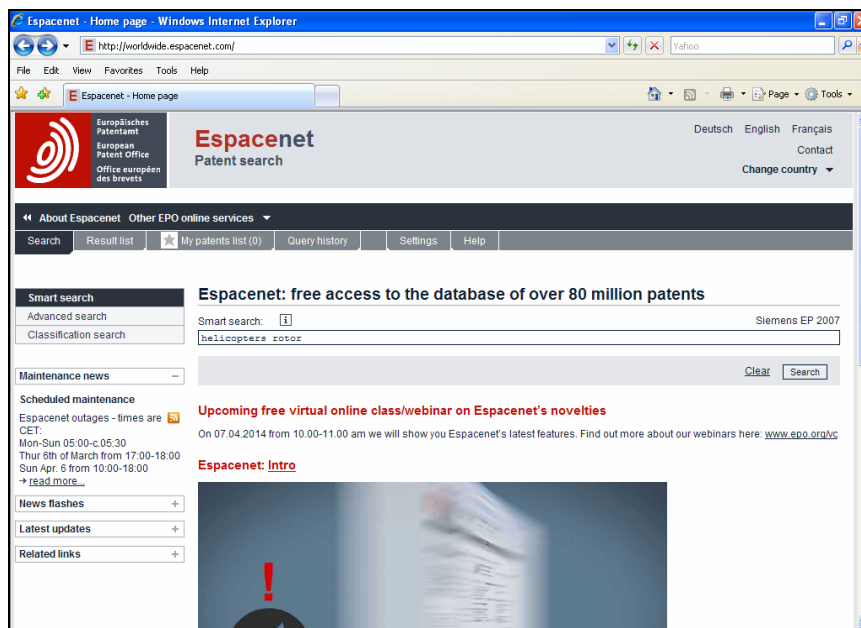 Espacenet - Home page - Windows Internet Explorer
http://worldwide.espacenet.com/
Yahoo
File Edit View Favorites Tools Help
Espacenet - Home page
Page Tools
Europäisches
Patentamt
European
Patent Office
Office européen
des brevets
Espacenet
Patent search
Deutsch English Français
Contact
Change country
About Espacenet Other EPO online services
Search Result list My patents list (0) Query history Settings Help
Smart search
Advanced search
Classification search
Maintenance news
Scheduled maintenance
Espacenet outages - times are
CET:
Mon-Sun 05:00-c.05:30
Thur 6th of March from 17:00-18:00
Sun Apr. 6 from 10:00-18:00
read more...
News flashes
Latest updates
Related links
Espacenet: free access to the database of over 80 million patents
Smart search: i
Siemens EP 2007
helicopters rotor
Clear Search
Upcoming free virtual online class/webinar on Espacenet's novelties
On 07.04.2014 from 10.00-11.00 am we will show you Espacenet's latest features. Find out more about our webinars here: www.epo.org/vc
Espacenet: Intro
!